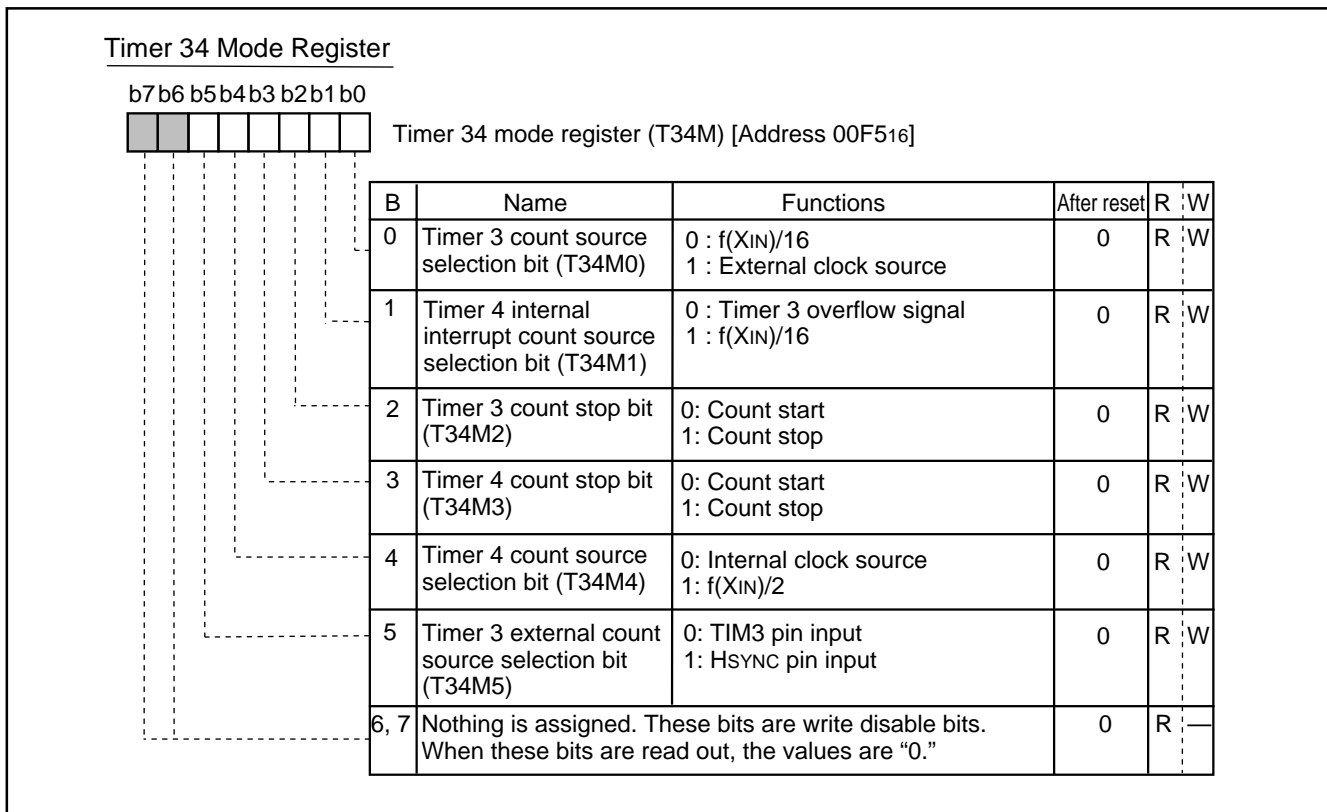 Timer 34 Mode Register
b7 b6 b5 b4 b3 b2 b1 b0
Timer 34 mode register (T34M) [Address 00F516]
B Name Functions After reset R W
0 Timer 3 count source 0 : f(XIN)/16 0 R W
selection bit (T34M0) 1 : External clock source
1 Timer 4 internal 0 : Timer 3 overflow signal 0 R W
interrupt count source 1 : f(XIN)/16
selection bit (T34M1)
2 Timer 3 count stop bit 0: Count start 0 R W
(T34M2) 1: Count stop
3 Timer 4 count stop bit 0: Count start 0 R W
(T34M3) 1: Count stop
4 Timer 4 count source 0: Internal clock source 0 R W
selection bit (T34M4) 1: f(XIN)/2
5 Timer 3 external count 0: TIM3 pin input 0 R W
source selection bit 1: HSYNC pin input
(T34M5)
6, 7 Nothing is assigned. These bits are write disable bits. 0 R —
When these bits are read out, the values are “0.”